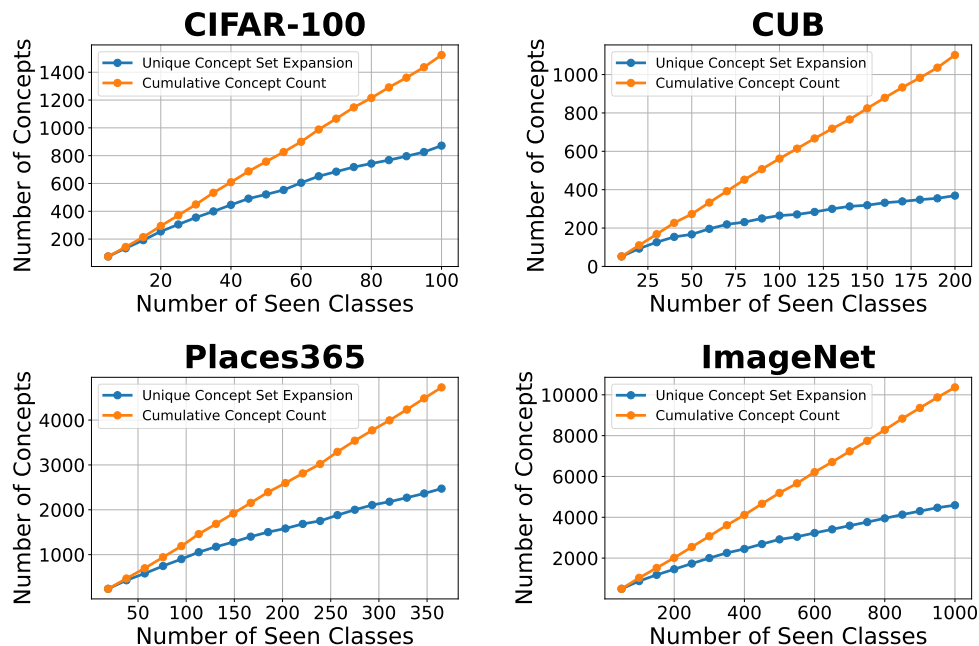 CIFAR-100
Number of Concepts
1400
1200
1000
800
600
400
200
Unique Concept Set Expansion
Cumulative Concept Count
20 40 60 80 100
Number of Seen Classes
CUB
Number of Concepts
1000
800
600
400
200
0
Unique Concept Set Expansion
Cumulative Concept Count
25 50 75 100 125 150 175 200
Number of Seen Classes
Places365
Number of Concepts
4000
3000
2000
1000
Unique Concept Set Expansion
Cumulative Concept Count
50 100 150 200 250 300 350
Number of Seen Classes
ImageNet
Number of Concepts
10000
8000
6000
4000
2000
Unique Concept Set Expansion
Cumulative Concept Count
200 400 600 800 1000
Number of Seen Classes